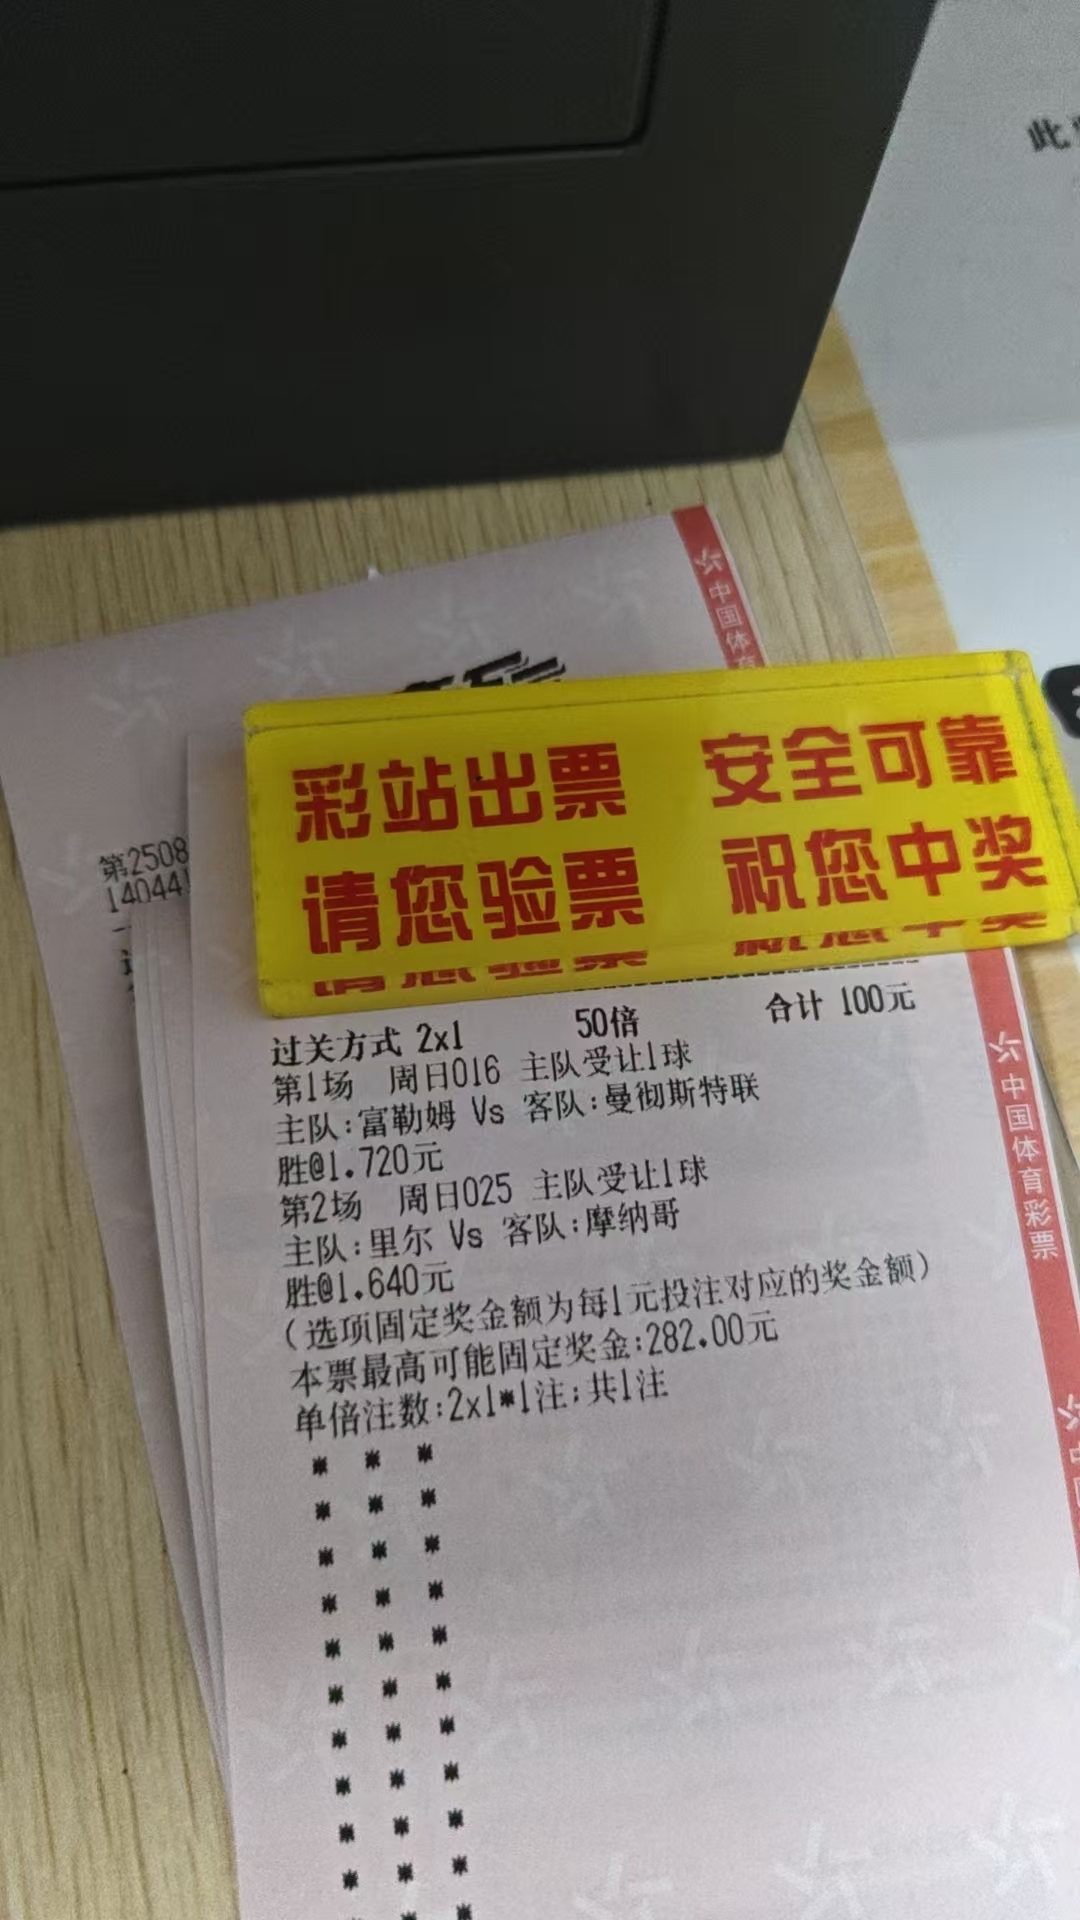 此
中国体育
彩站出票 安全可靠
请您验票 祝您中奖
第2508
14044
过关方式 2x1 50倍 合计 100元
第1场 周日016 主队受让1球
主队:富勒姆 Vs 客队:曼彻斯特联
胜@1.720元
第2场 周日025 主队受让1球
主队:里尔 Vs 客队:摩纳哥
胜@1.640元
(选项固定奖金额为每1元投注对应的奖金额)
本票最高可能固定奖金:282.00元
单倍注数:2x1*1注;共1注
中国体育彩票